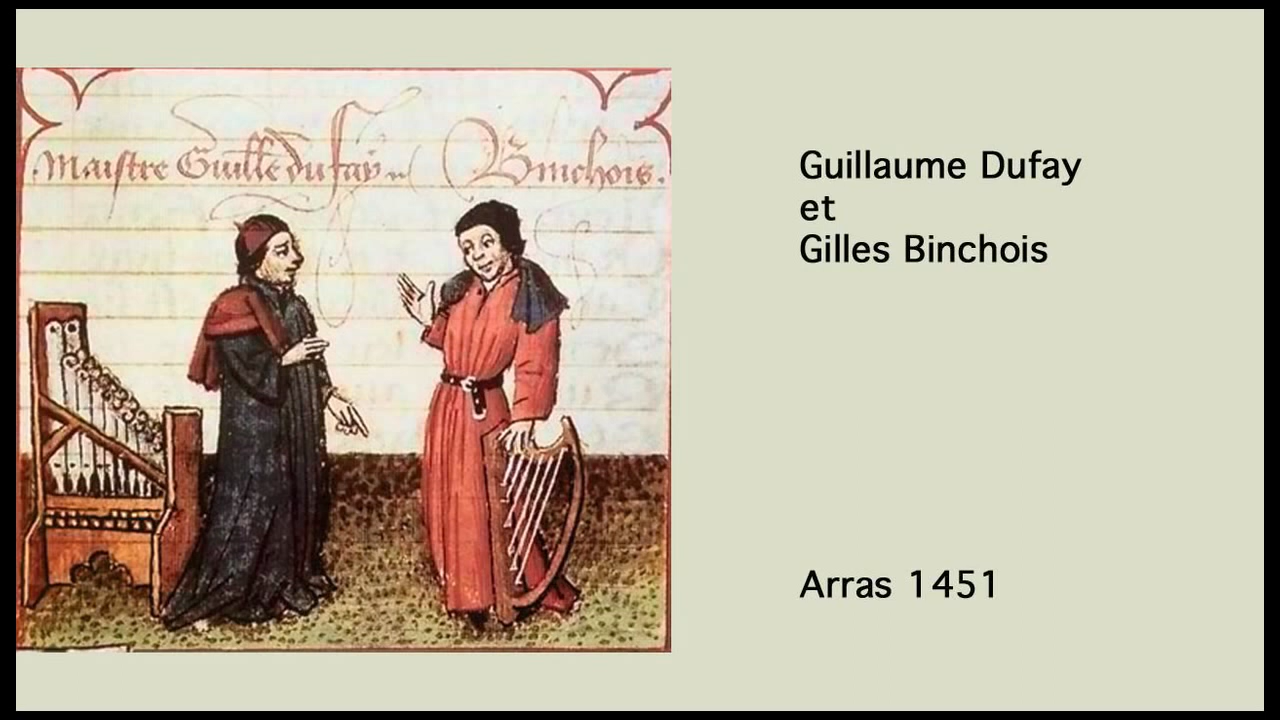 Maistre Guille du fay
Binchois.
Guillaume Dufay
et
Gilles Binchois
Arras 1451